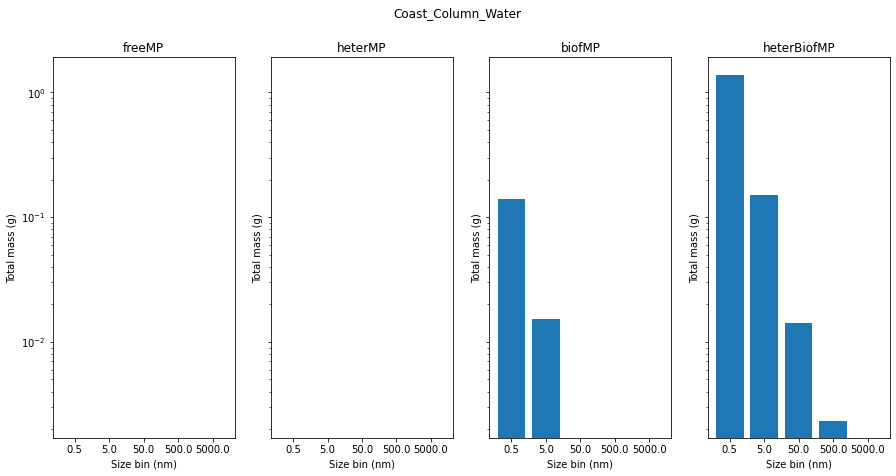 Coast_Column_Water
freeMP
heterMP
biofMP
heterBiofMP
Total mass (g)
10⁰
10⁻¹
10⁻²
0.5 5.0 50.0 500.0 5000.0
Size bin (nm)
Total mass (g)
0.5 5.0 50.0 500.0 5000.0
Size bin (nm)
Total mass (g)
0.5 5.0 50.0 500.0 5000.0
Size bin (nm)
Total mass (g)
0.5 5.0 50.0 500.0 5000.0
Size bin (nm)